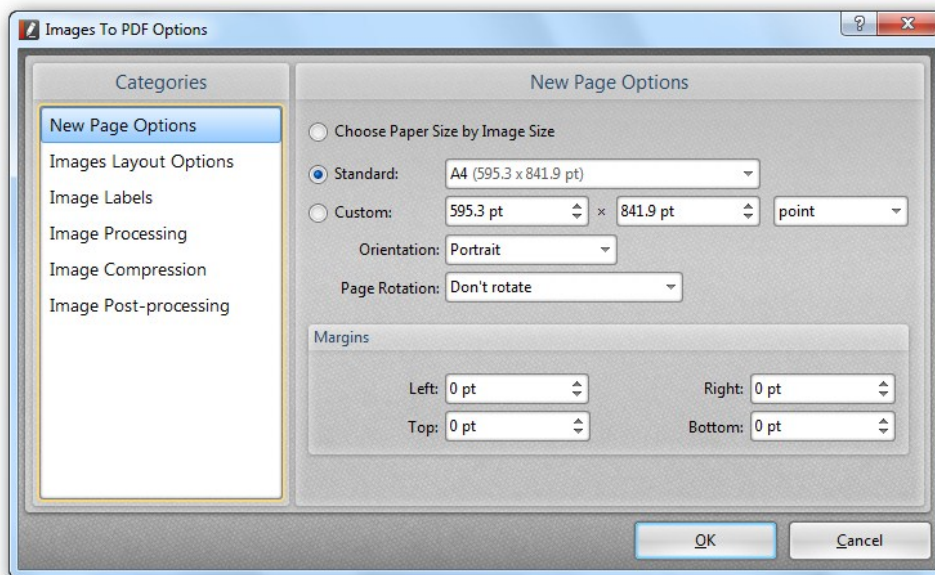 Images To PDF Options
Categories
New Page Options
Images Layout Options
Image Labels
Image Processing
Image Compression
Image Post-processing
New Page Options
Choose Paper Size by Image Size
Standard: A4 (595.3 x 841.9 pt)
Custom: 595.3 pt × 841.9 pt point
Orientation: Portrait
Page Rotation: Don't rotate
Margins
Left: 0 pt Right: 0 pt
Top: 0 pt Bottom: 0 pt
OK Cancel